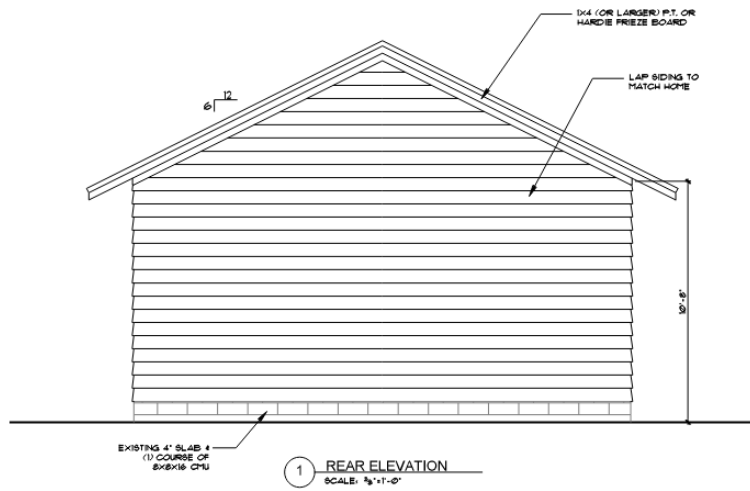 1X4 (OR LARGER) P.T. OR
HARDIE FRIEZE BOARD
12
6
LAP SIDING TO
MATCH HOME
10'-8"
EXISTING 4" SLAB &
(1) COURSE OF
8X8X16 CMU
1
REAR ELEVATION
SCALE: 3/8"=1'-0"